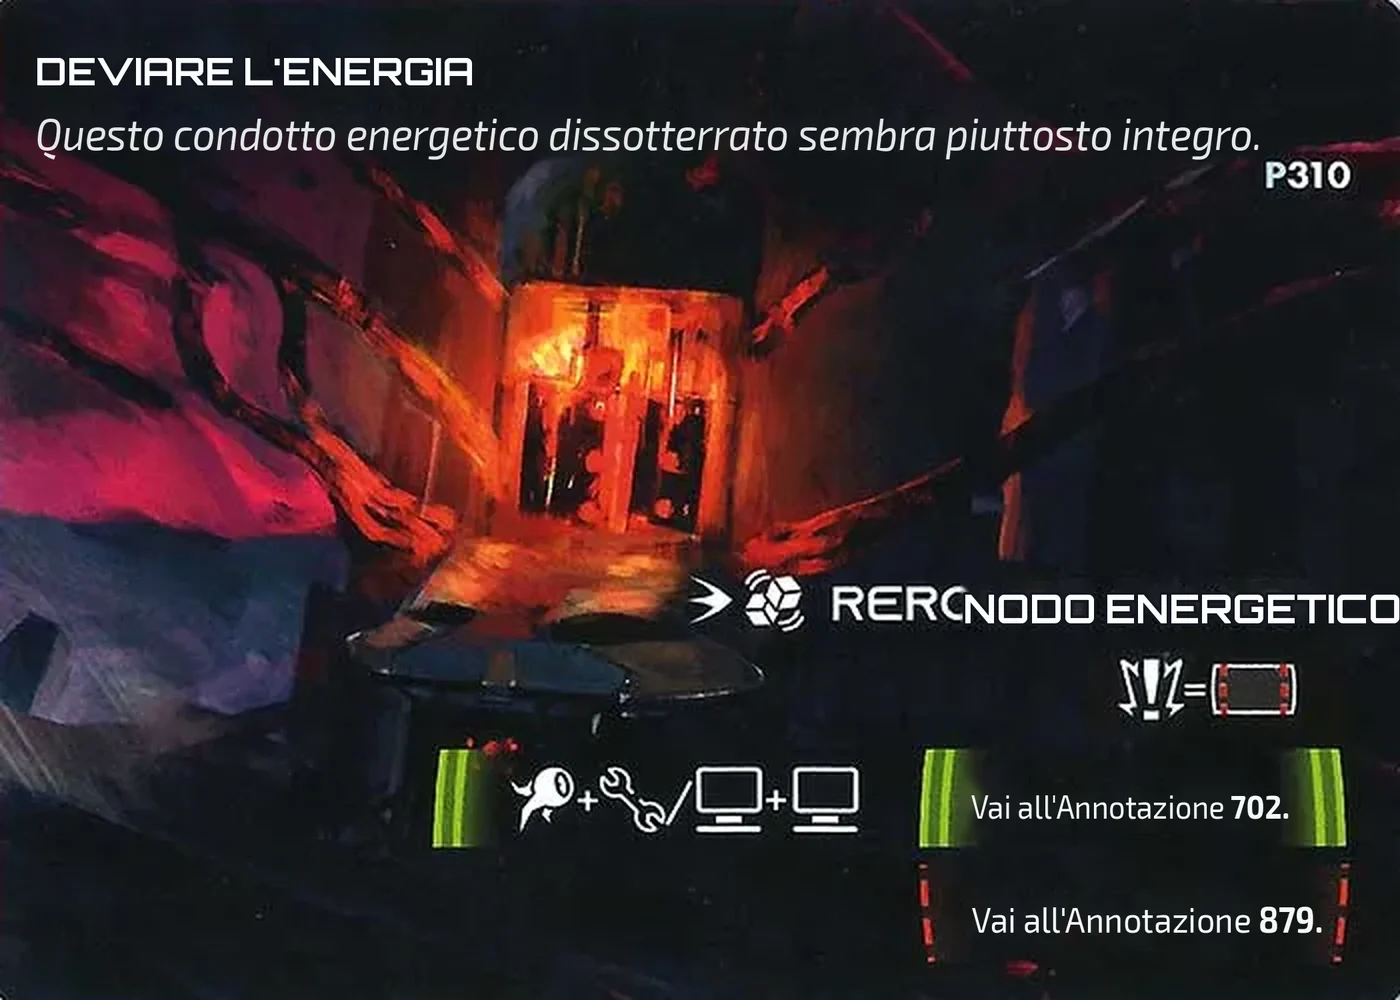 DEVIARE L'ENERGIA
Questo condotto energetico dissotterrato sembra piuttosto integro.
P310
NODO ENERGETICO
Vai all'Annotazione 702.
Vai all'Annotazione 879.